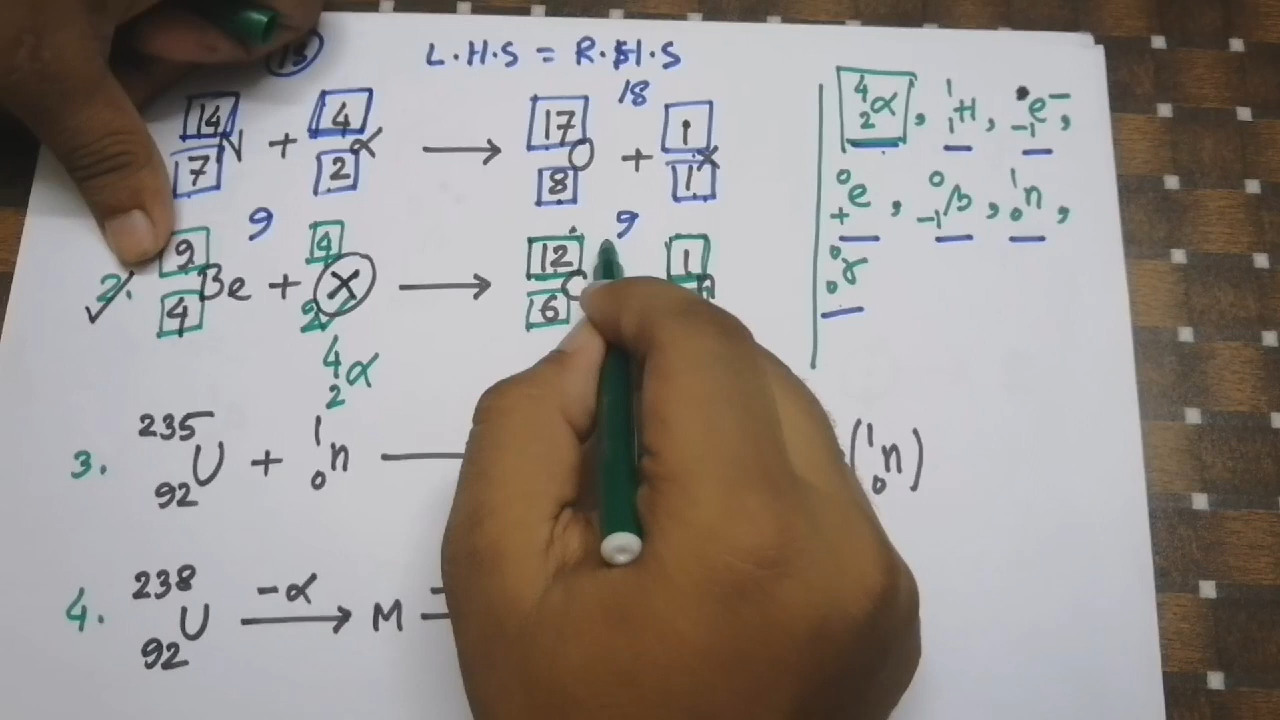 13 L.H.S = R.H.S
18
14 7 N + 4 2 α → 17 8 O + 1 1 X
9 9
2. 9 4 Be + 4 2 X → 12 6 C 1 n
4 2 α
3. 235 92 U + 1 0 n (1 0 n)
4. 238 92 U -α → M -
4 2 α, 1 1 H, e⁻ -1,
0 + e, 0 -1 β, 1 0 n,
0 0 γ